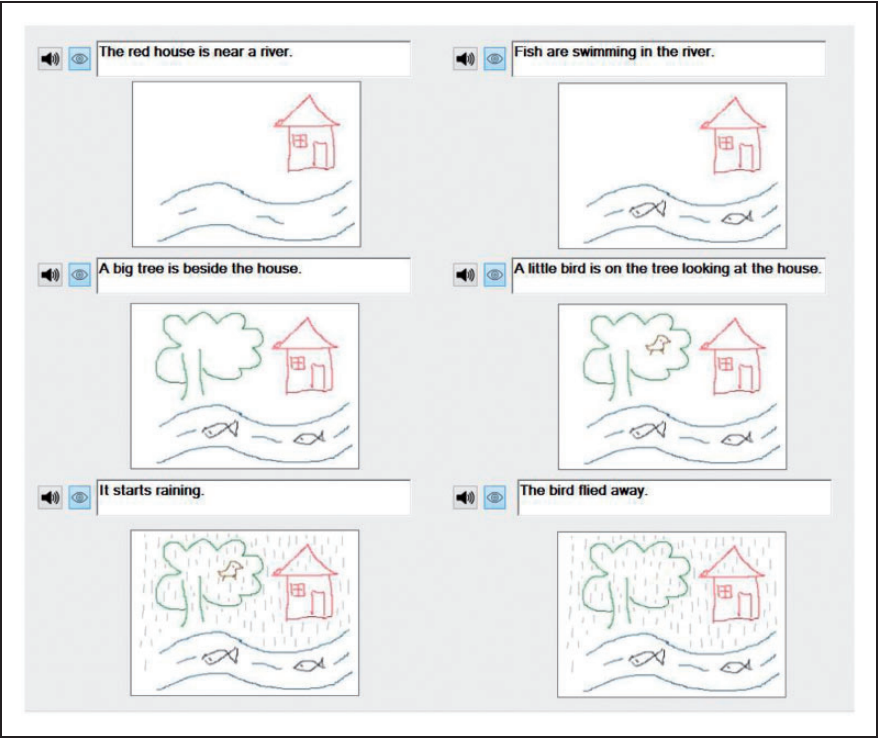 The red house is near a river.
Fish are swimming in the river.
A big tree is beside the house.
A little bird is on the tree looking at the house.
It starts raining.
The bird flied away.